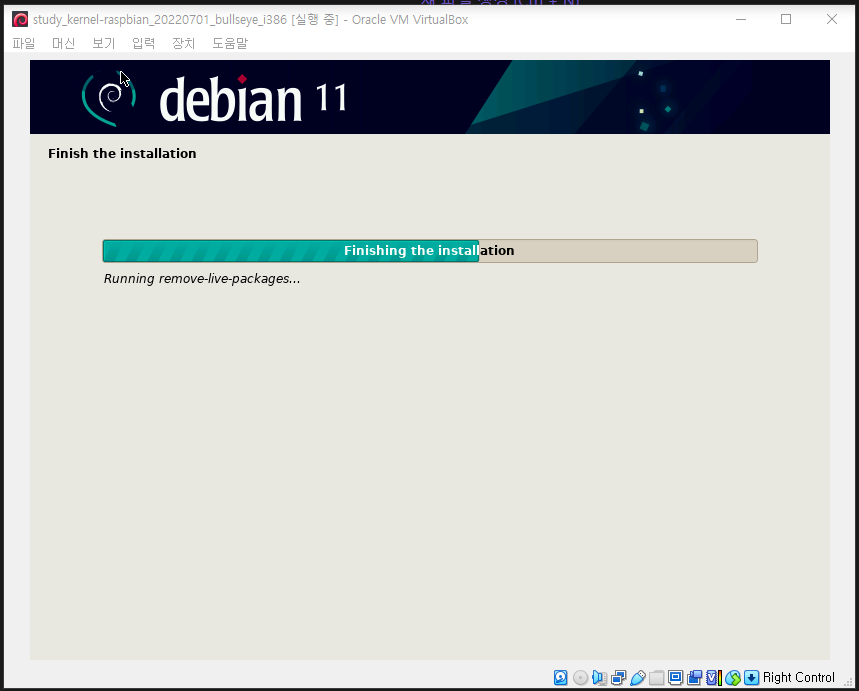 study_kernel-raspbian_20220701_bullseye_i386 [실행 중] - Oracle VM VirtualBox
파일 머신 보기 입력 장치 도움말
debian 11
Finish the installation
Finishing the installation
Running remove-live-packages...
Right Control